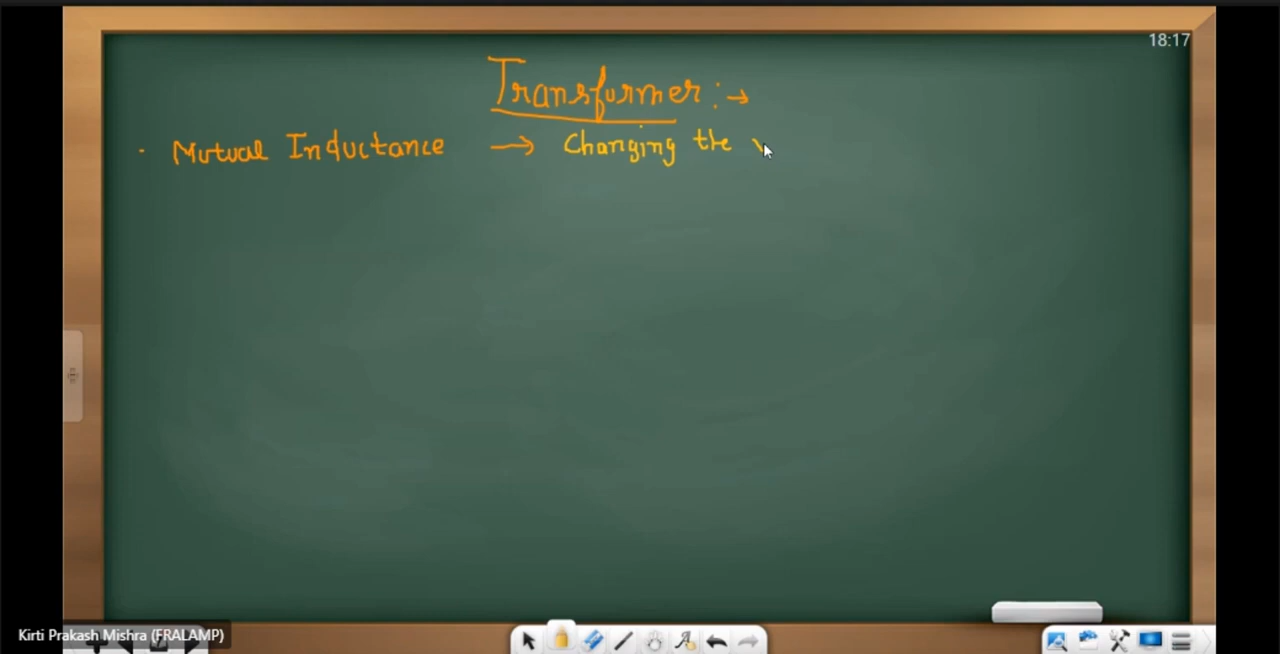 18:17
Transformer :→
· Mutual Inductance → Changing the v
Kirti Prakash Mishra (FRALAMP)